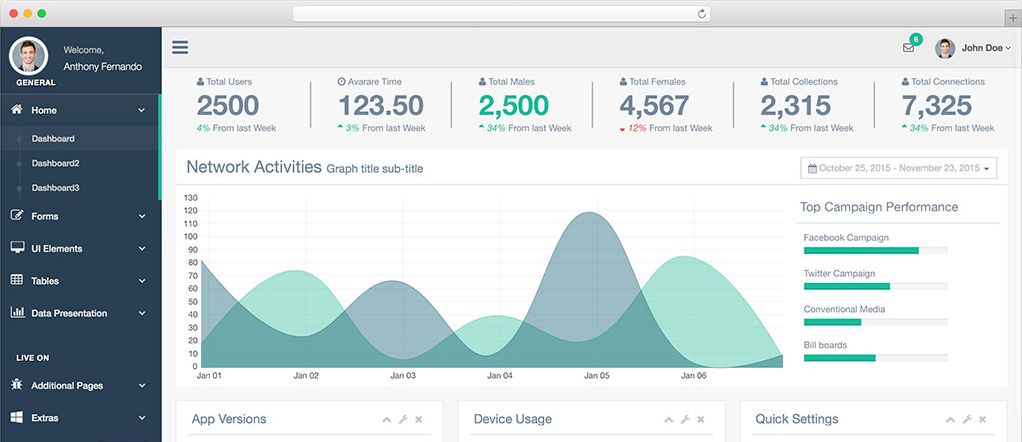 Welcome,
Anthony Fernando
GENERAL
Home
Dashboard
Dashboard2
Dashboard3
Forms
UI Elements
Tables
Data Presentation
LIVE ON
Additional Pages
Extras
6
John Doe
Total Users
2500
4% From last Week
Avarare Time
123.50
3% From last Week
Total Males
2,500
34% From last Week
Total Females
4,567
12% From last Week
Total Collections
2,315
34% From last Week
Total Connections
7,325
34% From last Week
Network Activities Graph title sub-title
October 25, 2015 - November 23, 2015
130
120
110
100
90
80
70
60
50
40
30
20
10
0
Jan 01 Jan 02 Jan 03 Jan 04 Jan 05 Jan 06
Top Campaign Performance
Facebook Campaign
Twitter Campaign
Conventional Media
Bill boards
App Versions
Device Usage
Quick Settings